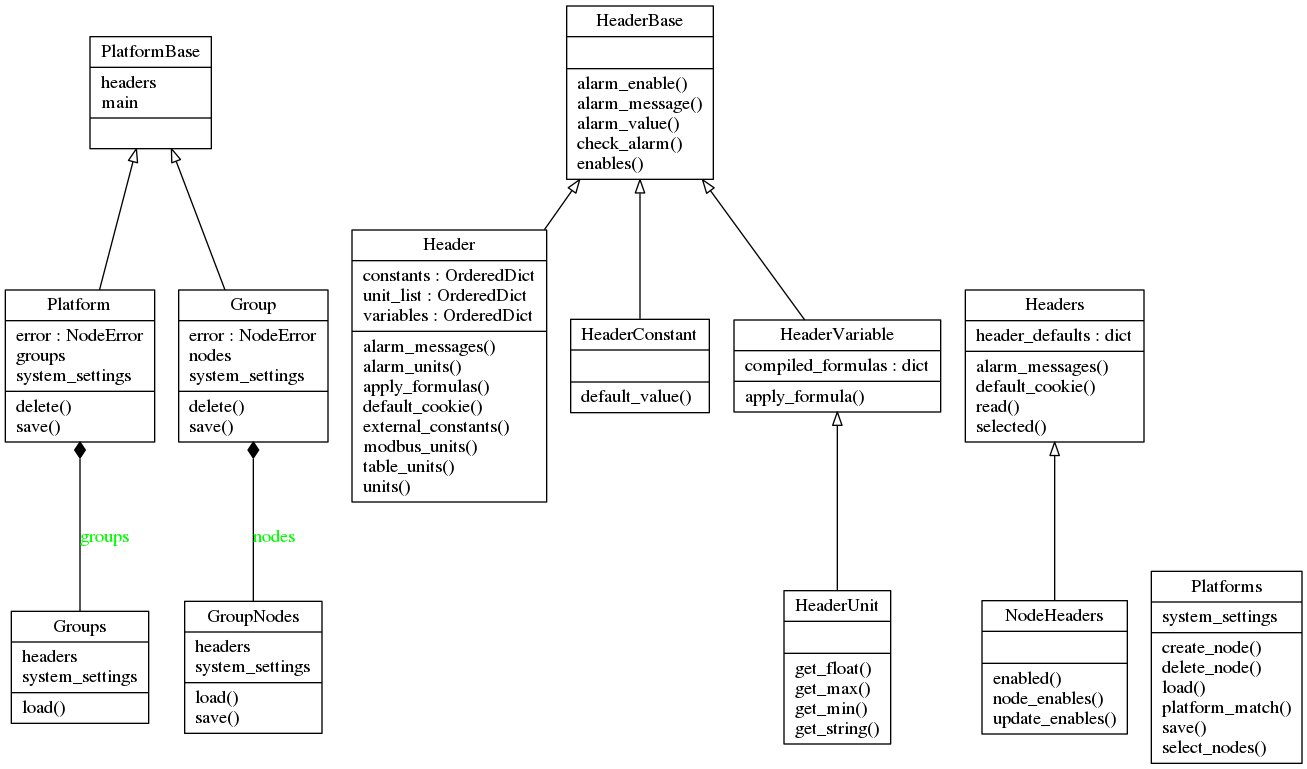 PlatformBase
headers
main
HeaderBase
alarm_enable()
alarm_message()
alarm_value()
check_alarm()
enables()
Platform
error : NodeError
groups
system_settings
delete()
save()
Group
error : NodeError
nodes
system_settings
delete()
save()
Header
constants : OrderedDict
unit_list : OrderedDict
variables : OrderedDict
alarm_messages()
alarm_units()
apply_formulas()
default_cookie()
external_constants()
modbus_units()
table_units()
units()
HeaderConstant
default_value()
HeaderVariable
compiled_formulas : dict
apply_formula()
Headers
header_defaults : dict
alarm_messages()
default_cookie()
read()
selected()
groups
nodes
Groups
headers
system_settings
load()
GroupNodes
headers
system_settings
load()
save()
HeaderUnit
get_float()
get_max()
get_min()
get_string()
NodeHeaders
enabled()
node_enables()
update_enables()
Platforms
system_settings
create_node()
delete_node()
load()
platform_match()
save()
select_nodes()